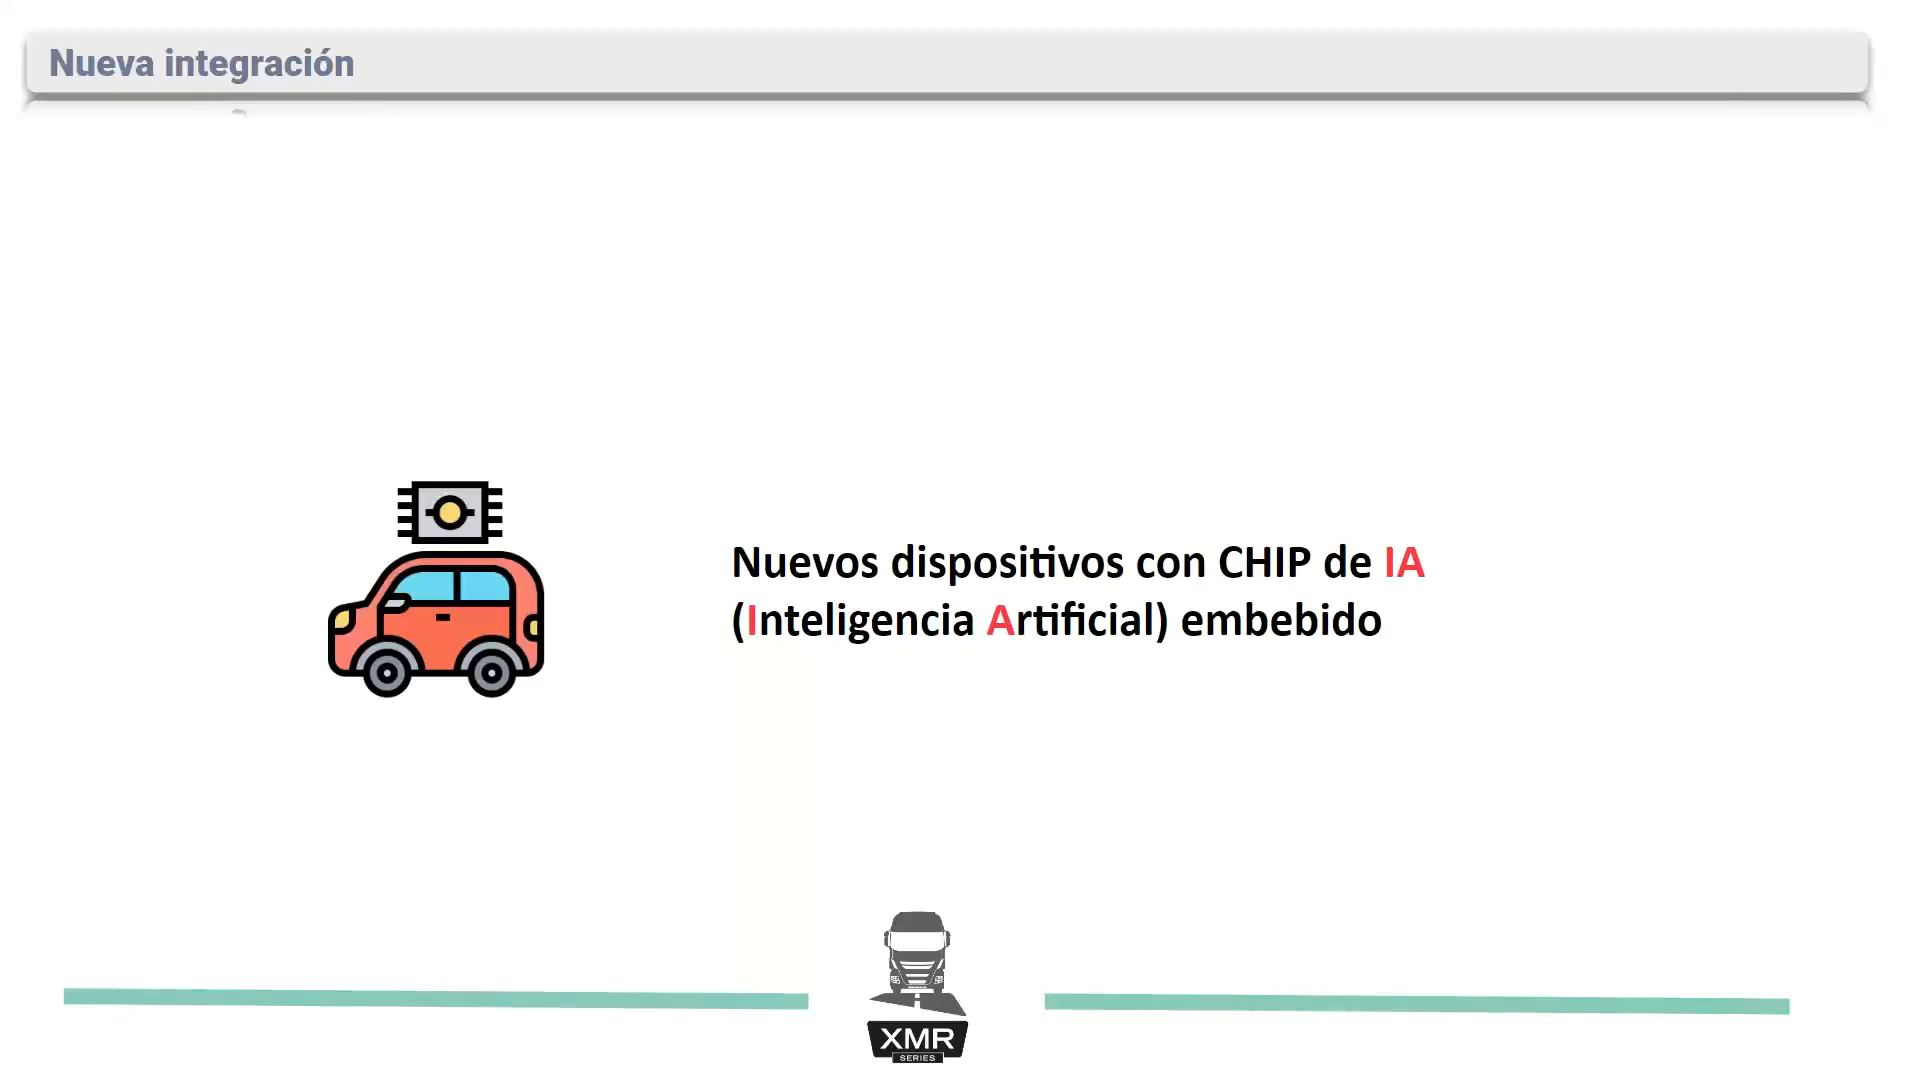 Nueva integración
Nuevos dispositivos con CHIP de IA
(Inteligencia Artificial) embebido
XMR
SERIES